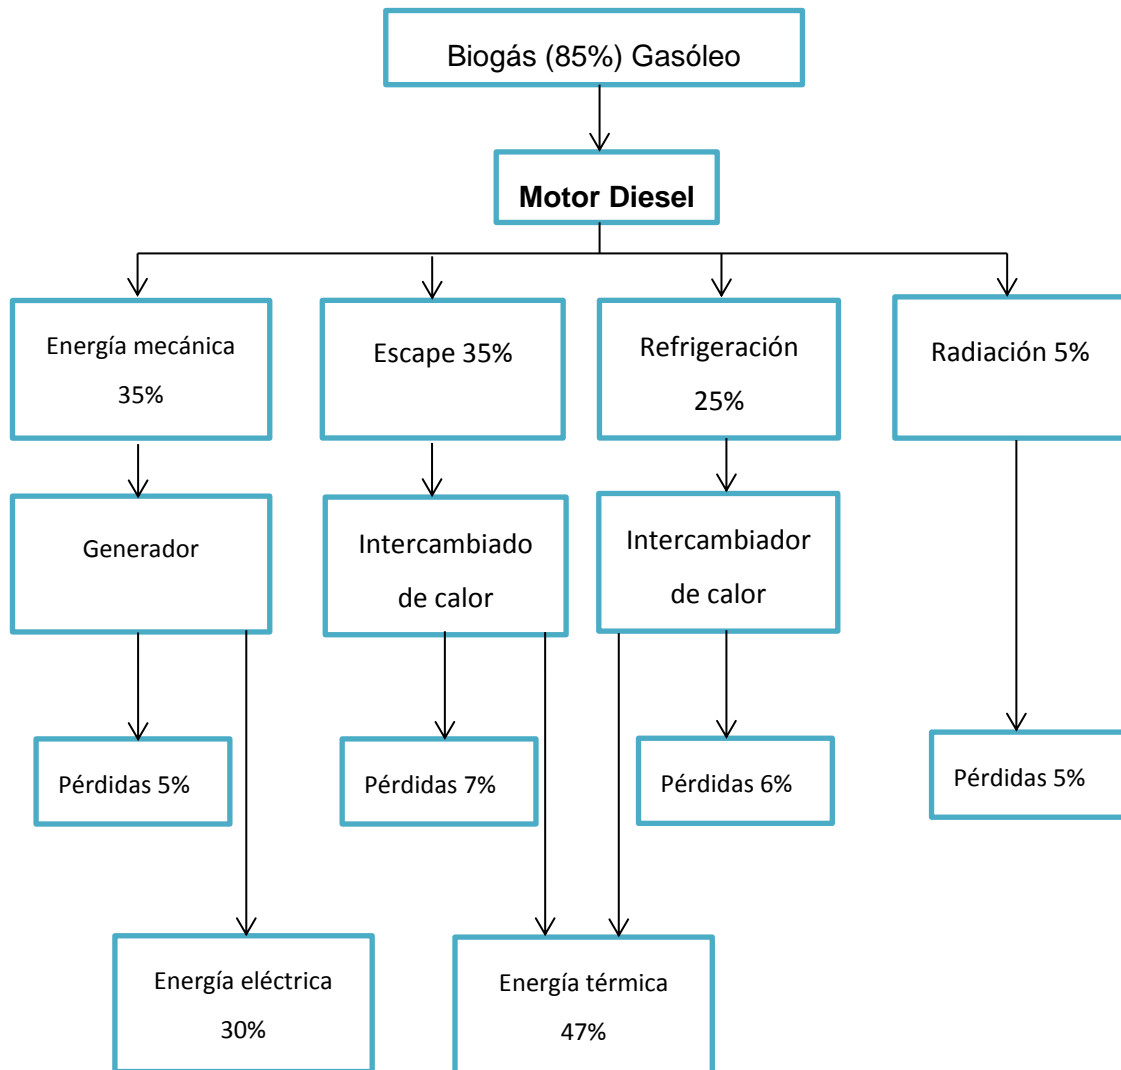 Biogás (85%) Gasóleo
Motor Diesel
Energía mecánica
35%
Escape 35%
Refrigeración
25%
Radiación 5%
Generador
Intercambiado
de calor
Intercambiador
de calor
Pérdidas 5%
Pérdidas 7%
Pérdidas 6%
Pérdidas 5%
Energía eléctrica
30%
Energía térmica
47%